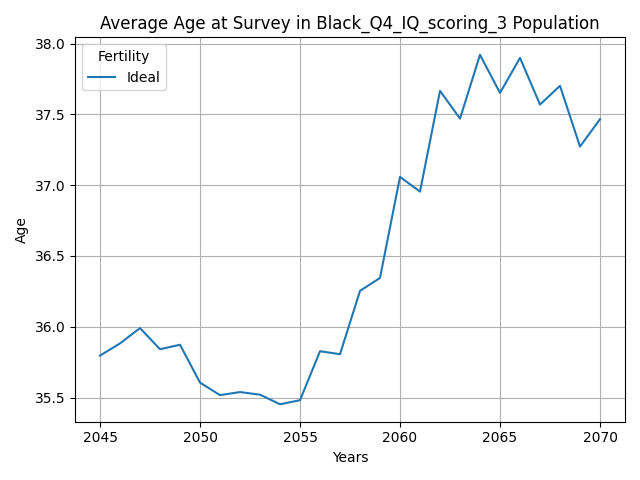 Average Age at Survey in Black_Q4_IQ_scoring_3 Population
Fertility
Ideal
38.0
37.5
37.0
36.5
36.0
35.5
Age
2045
2050
2055
2060
2065
2070
Years